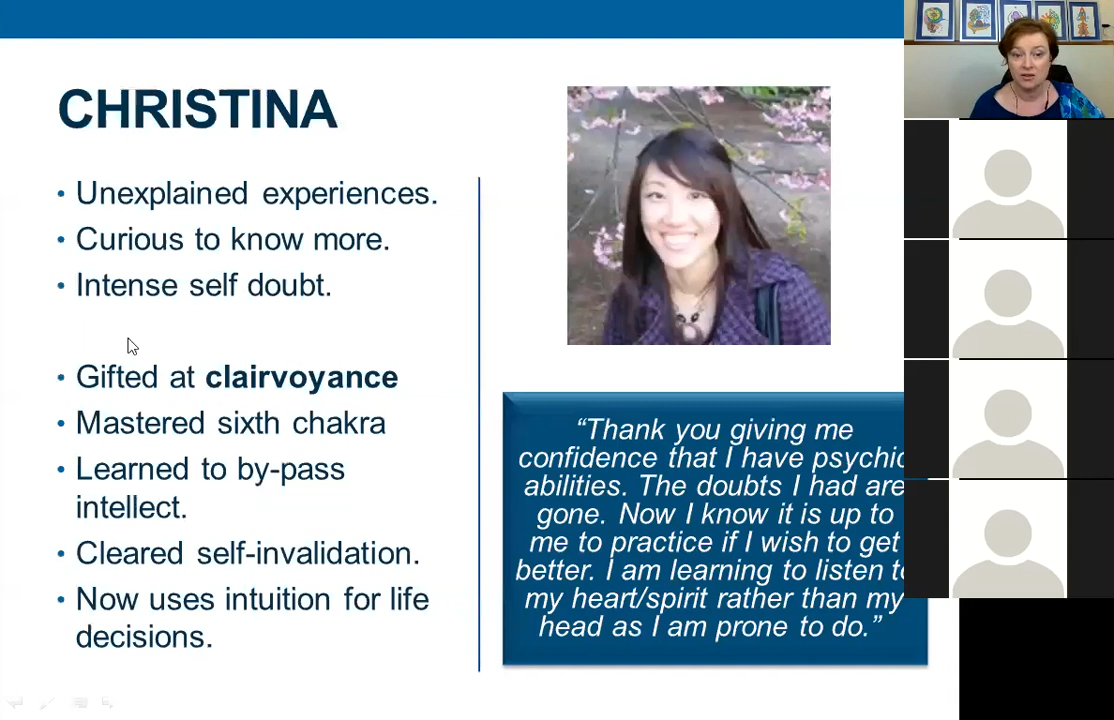 CHRISTINA
• Unexplained experiences.
• Curious to know more.
• Intense self doubt.
• Gifted at clairvoyance
• Mastered sixth chakra
• Learned to by-pass
intellect.
• Cleared self-invalidation.
• Now uses intuition for life
decisions.
“Thank you giving me
confidence that I have psychic
abilities. The doubts I had are
gone. Now I know it is up to
me to practice if I wish to get
better. I am learning to listen to
my heart/spirit rather than my
head as I am prone to do.”